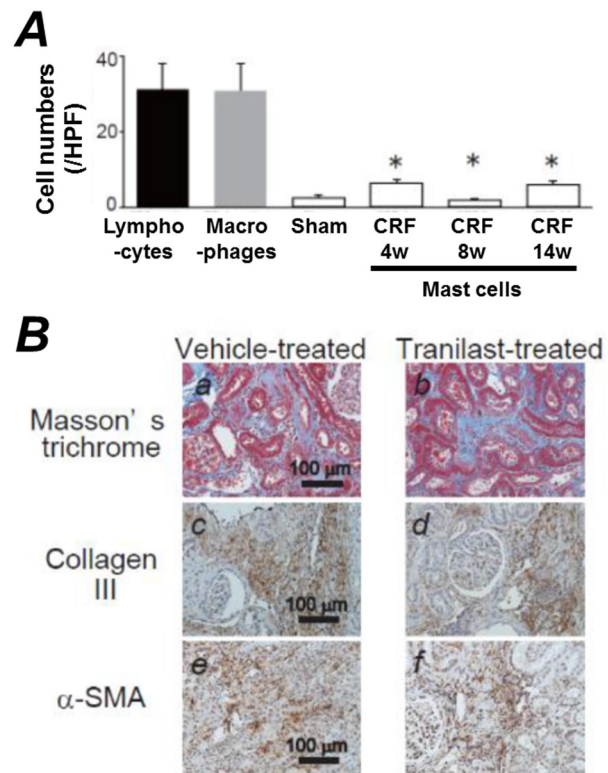 A
Cell numbers
(/HPF)
40
20
0
*
*
*
Lympho
-cytes
Macro
-phages
Sham
CRF
4w
CRF
8w
CRF
14w
Mast cells
B
Vehicle-treated
Tranilast-treated
Masson' s
trichrome
a
100 μm
b
Collagen
III
c
100 μm
d
α-SMA
e
100 μm
f